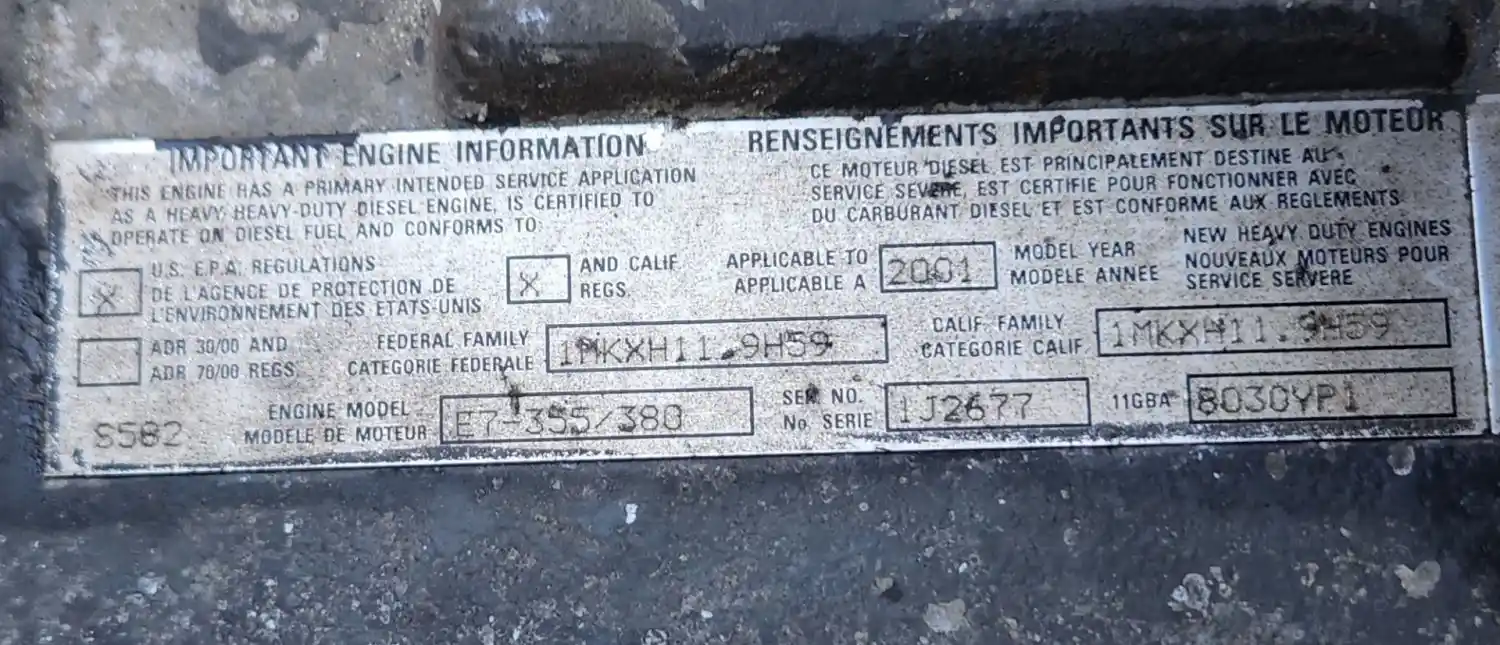 IMPORTANT ENGINE INFORMATION
THIS ENGINE HAS A PRIMARY INTENDED SERVICE APPLICATION
AS A HEAVY HEAVY-DUTY DIESEL ENGINE, IS CERTIFIED TO
OPERATE ON DIESEL FUEL AND CONFORMS TO:
RENSEIGNEMENTS IMPORTANTS SUR LE MOTEUR
CE MOTEUR DIESEL EST PRINCIPALEMENT DESTINE AU
SERVICE SEVERE, EST CERTIFIE POUR FONCTIONNER AVEC
DU CARBURANT DIESEL ET EST CONFORME AUX REGLEMENTS
X U.S. E.P.A. REGULATIONS
DE L'AGENCE DE PROTECTION DE
L'ENVIRONNEMENT DES ETATS-UNIS
X AND CALIF.
REGS.
APPLICABLE TO
APPLICABLE A
2001
MODEL YEAR
MODELE ANNÉE
NEW HEAVY DUTY ENGINES
NOUVEAUX MOTEURS POUR
SERVICE SERVERE
ADR 30/00 AND
ADR 70/00 REGS.
FEDERAL FAMILY
CATEGORIE FEDERALE
1MKXH11.9H59
CALIF. FAMILY
CATEGORIE CALIF
1MKXH11.9H59
S582
ENGINE MODEL
MODELE DE MOTEUR
E7-355/380
SER. NO.
No. SERIE
1J2677
11GBA
8030YP1